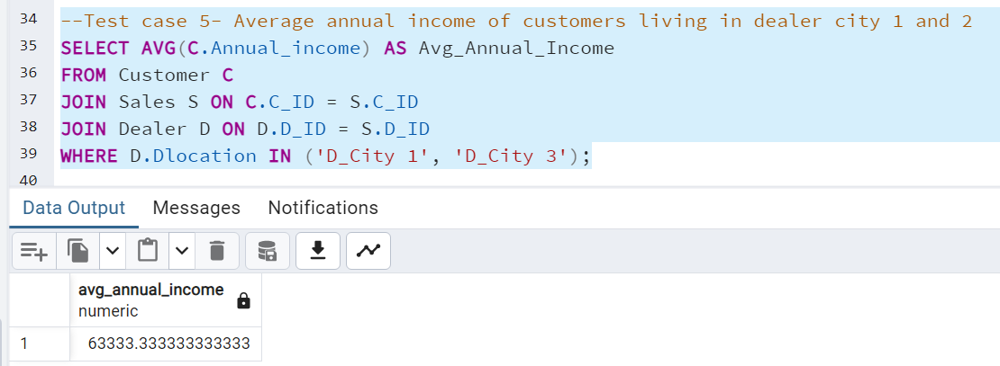 34 --Test case 5- Average annual income of customers living in dealer city 1 and 2
35 SELECT AVG(C.Annual_income) AS Avg_Annual_Income
36 FROM Customer C
37 JOIN Sales S ON C.C_ID = S.C_ID
38 JOIN Dealer D ON D.D_ID = S.D_ID
39 WHERE D.Dlocation IN ('D_City 1', 'D_City 3');
40
Data Output Messages Notifications
avg_annual_income
numeric
1 63333.333333333333